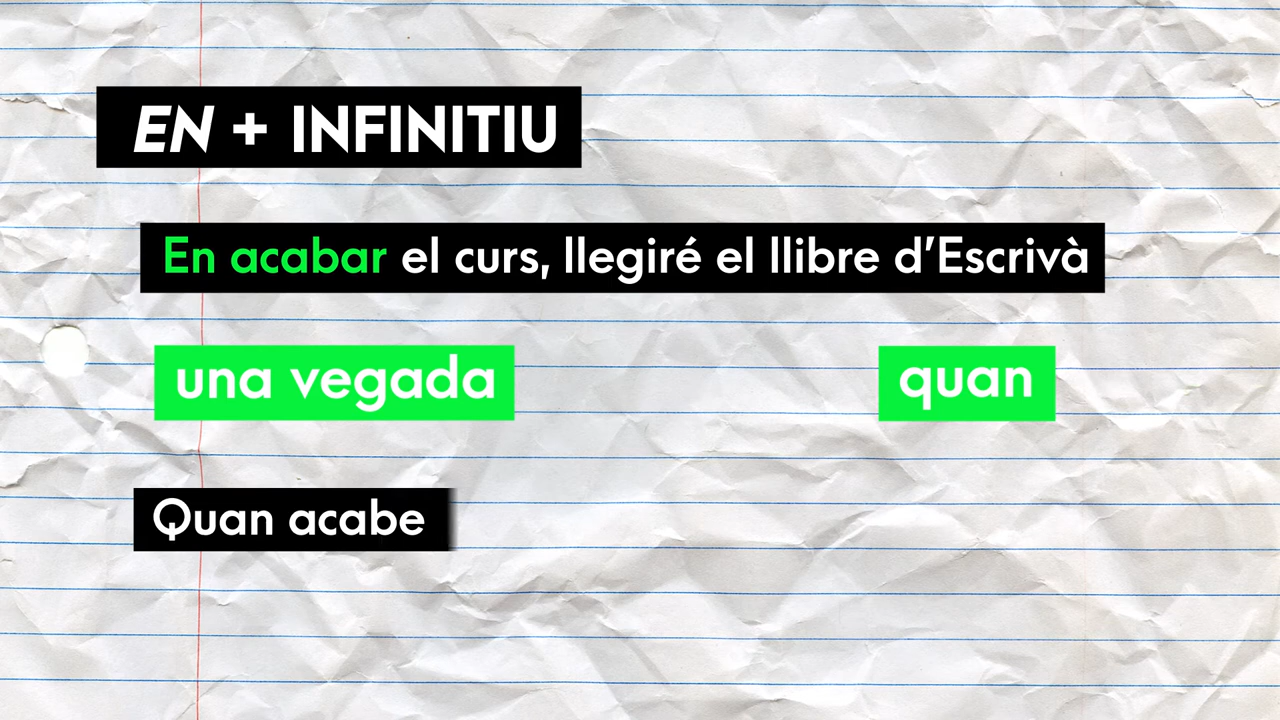 EN + INFINITIU
En acabar el curs, llegiré el llibre d’Escrivà
una vegada quan
Quan acabe